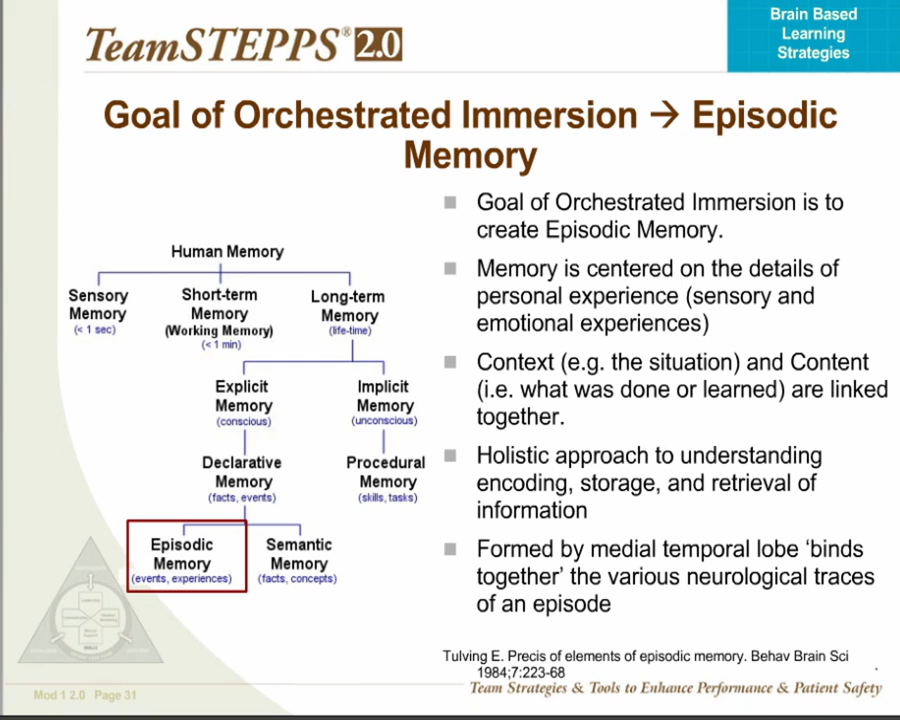 TeamSTEPPS® 2.0
Brain Based
Learning
Strategies
Goal of Orchestrated Immersion → Episodic
Memory
Human Memory
Sensory
Memory
(< 1 sec)
Short-term
Memory
(Working Memory)
(< 1 min)
Long-term
Memory
(life-time)
Explicit
Memory
(conscious)
Implicit
Memory
(unconscious)
Declarative
Memory
(facts, events)
Procedural
Memory
(skills, tasks)
Episodic
Memory
(events, experiences)
Semantic
Memory
(facts, concepts)
Goal of Orchestrated Immersion is to
create Episodic Memory.
Memory is centered on the details of
personal experience (sensory and
emotional experiences)
Context (e.g. the situation) and Content
(i.e. what was done or learned) are linked
together.
Holistic approach to understanding
encoding, storage, and retrieval of
information
Formed by medial temporal lobe ‘binds
together’ the various neurological traces
of an episode
Tulving E. Precis of elements of episodic memory. Behav Brain Sci
1984;7:223-68
Mod 1 2.0 Page 31
Team Strategies & Tools to Enhance Performance & Patient Safety